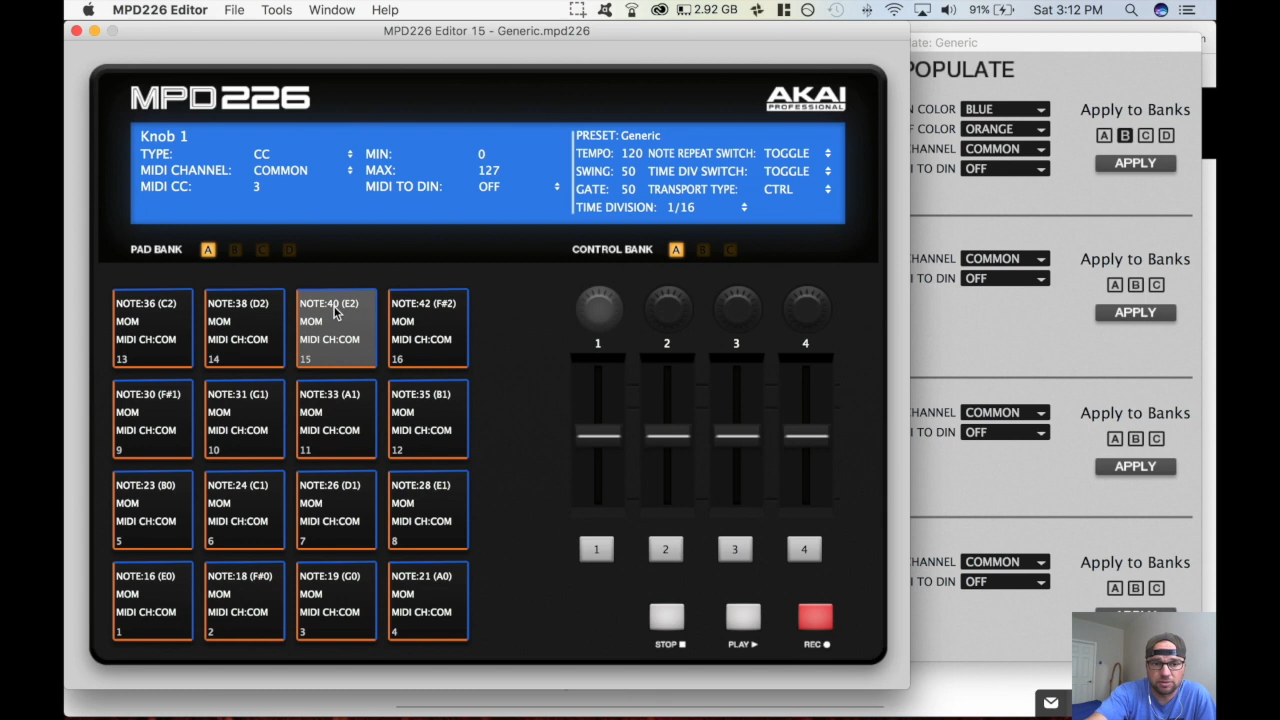 MPD226 Editor File Tools Window Help 2.92 GB 91% Sat 3:12 PM
MPD226 Editor 15 - Generic.mpd226
ate: Generic
MPD226
AKAI
PROFESSIONAL
Knob 1
TYPE: CC MIN: 0
MIDI CHANNEL: COMMON MAX: 127
MIDI CC: 3 MIDI TO DIN: OFF
PRESET: Generic
TEMPO: 120 NOTE REPEAT SWITCH: TOGGLE
SWING: 50 TIME DIV SWITCH: TOGGLE
GATE: 50 TRANSPORT TYPE: CTRL
TIME DIVISION: 1/16
PAD BANK A B C D
CONTROL BANK A B C
NOTE:36 (C2)
MOM
MIDI CH:COM
13
NOTE:38 (D2)
MOM
MIDI CH:COM
14
NOTE:40 (E2)
MOM
MIDI CH:COM
15
NOTE:42 (F#2)
MOM
MIDI CH:COM
16
NOTE:30 (F#1)
MOM
MIDI CH:COM
9
NOTE:31 (G1)
MOM
MIDI CH:COM
10
NOTE:33 (A1)
MOM
MIDI CH:COM
11
NOTE:35 (B1)
MOM
MIDI CH:COM
12
NOTE:23 (B0)
MOM
MIDI CH:COM
5
NOTE:24 (C1)
MOM
MIDI CH:COM
6
NOTE:26 (D1)
MOM
MIDI CH:COM
7
NOTE:28 (E1)
MOM
MIDI CH:COM
8
NOTE:16 (E0)
MOM
MIDI CH:COM
1
NOTE:18 (F#0)
MOM
MIDI CH:COM
2
NOTE:19 (G0)
MOM
MIDI CH:COM
3
NOTE:21 (A0)
MOM
MIDI CH:COM
4
1 2 3 4
1 2 3 4
STOP PLAY REC
POPULATE
N COLOR BLUE
F COLOR ORANGE
HANNEL COMMON
I TO DIN OFF
Apply to Banks
A B C D
APPLY
HANNEL COMMON
I TO DIN OFF
Apply to Banks
A B C
APPLY
HANNEL COMMON
I TO DIN OFF
Apply to Banks
A B C
APPLY
HANNEL COMMON
I TO DIN OFF
Apply to Banks
A B C